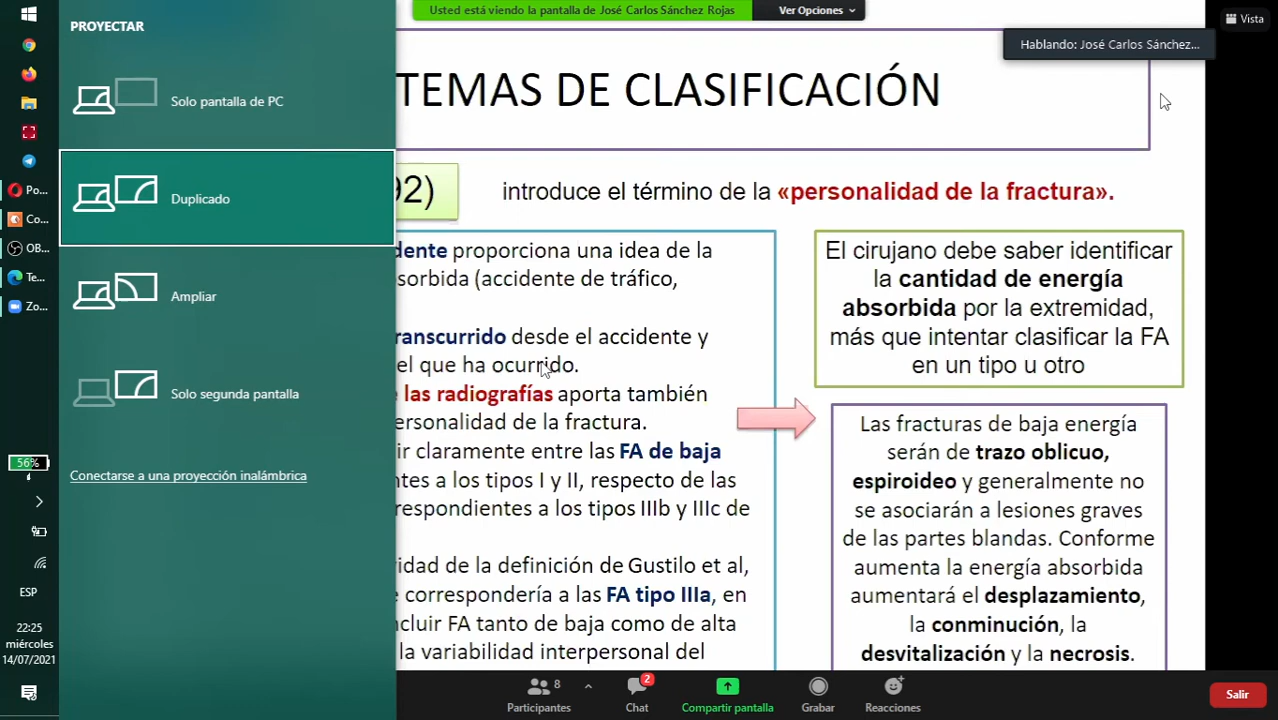 Usted está viendo la pantalla de José Carlos Sánchez Rojas
Ver Opciones
Vista
Hablando: José Carlos Sánchez...
PROYECTAR
Solo pantalla de PC
Duplicado
Ampliar
Solo segunda pantalla
Conectarse a una proyección inalámbrica
Po...
Co...
OB...
Te...
Zo...
56%
ESP
22:25
miércoles
14/07/2021
TEMAS DE CLASIFICACIÓN
92)
introduce el término de la «personalidad de la fractura».
dente proporciona una idea de la
sorbida (accidente de tráfico,
ranscurrido desde el accidente y
el que ha ocurrido.
las radiografías aporta también
ersonalidad de la fractura.
ir claramente entre las FA de baja
ntes a los tipos I y II, respecto de las
respondientes a los tipos IIIb y IIIc de
idad de la definición de Gustilo et al,
e correspondería a las FA tipo IIIa, en
ncluir FA tanto de baja como de alta
la variabilidad interpersonal del
El cirujano debe saber identificar
la cantidad de energía
absorbida por la extremidad,
más que intentar clasificar la FA
en un tipo u otro
Las fracturas de baja energía
serán de trazo oblicuo,
espiroideo y generalmente no
se asociarán a lesiones graves
de las partes blandas. Conforme
aumenta la energía absorbida
aumentará el desplazamiento,
la conminución, la
desvitalización y la necrosis.
8
Participantes
2
Chat
Compartir pantalla
Grabar
Reacciones
Salir